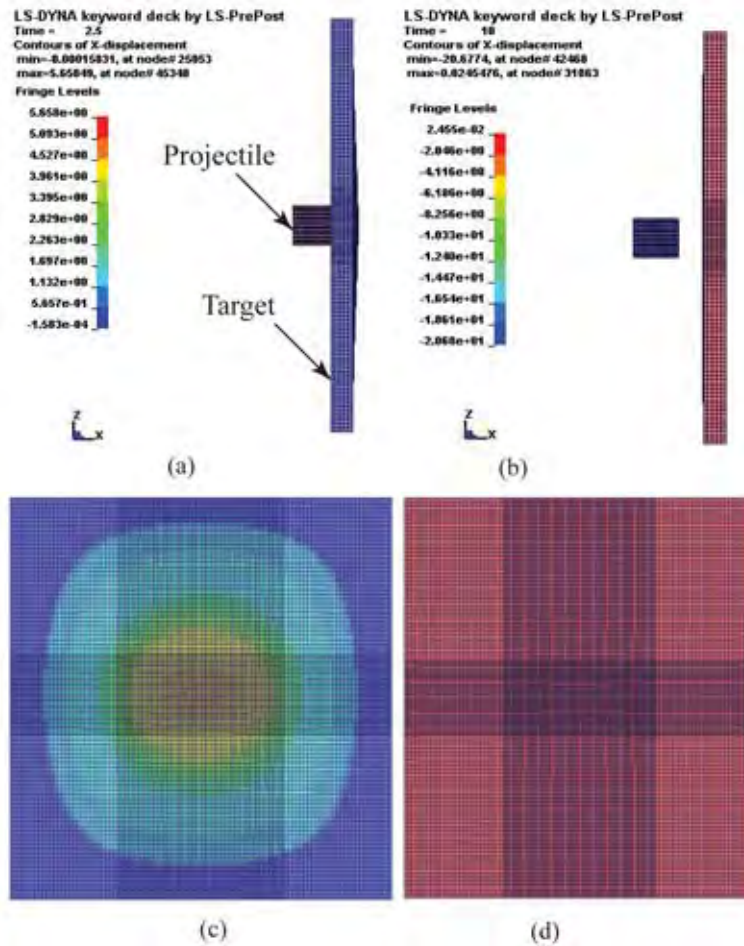 LS-DYNA keyword deck by LS-PrePost
Time = 2.5
Contours of X-displacement
min=-0.00015831, at node# 25053
max=5.65849, at node# 45340
Fringe Levels
5.658e+00
5.093e+00
4.527e+00
3.961e+00
3.395e+00
2.829e+00
2.263e+00
1.697e+00
1.132e+00
5.657e-01
-1.583e-04
Projectile
Target
Z
X
(a)
LS-DYNA keyword deck by LS-PrePost
Time = 10
Contours of X-displacement
min=-20.6774, at node# 42460
max=0.0245476, at node# 31063
Fringe Levels
2.455e-02
-2.046e+00
-4.116e+00
-6.186e+00
-8.256e+00
-1.033e+01
-1.240e+01
-1.447e+01
-1.654e+01
-1.861e+01
-2.068e+01
Z
X
(b)
(c)
(d)